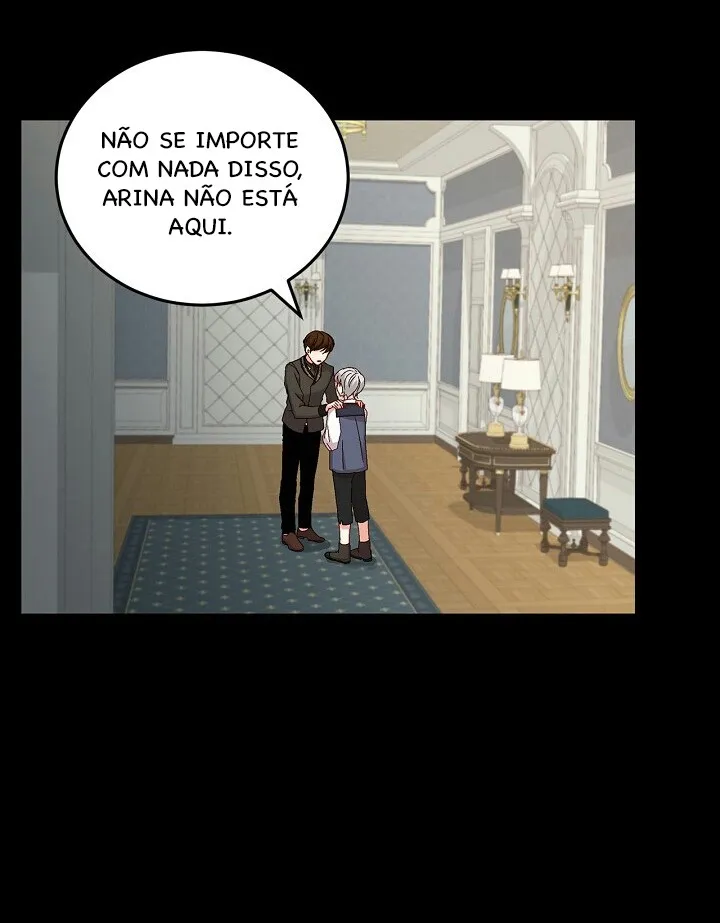 NÃO SE IMPORTE
COM NADA DISSO,
ARINA NÃO ESTÁ
AQUI.